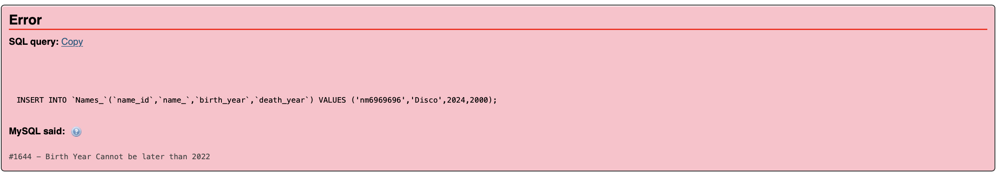 Error
SQL query: Copy
INSERT INTO `Names_`(`name_id`,`name_`,`birth_year`,`death_year`) VALUES ('nm6969696','Disco',2024,2000);
MySQL said:
#1644 – Birth Year Cannot be later than 2022